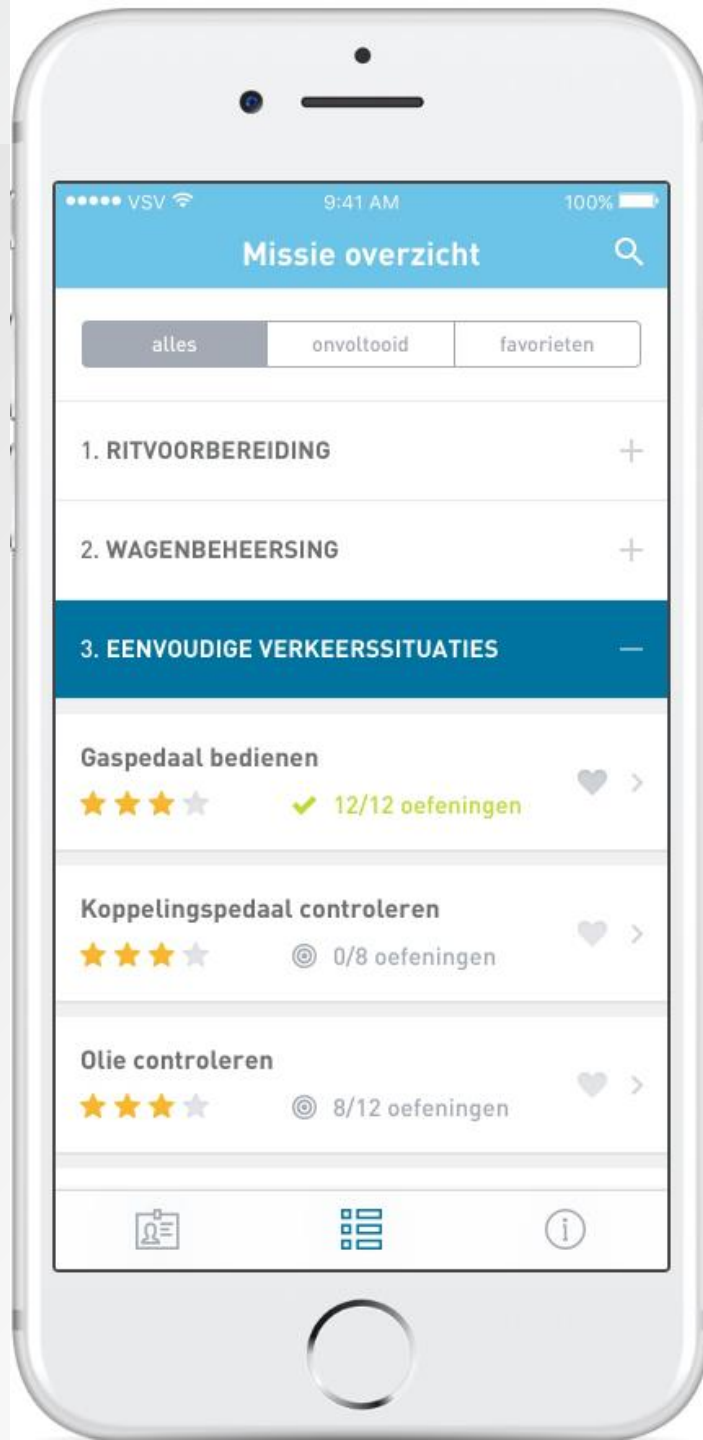 VSV 9:41 AM 100%
Missie overzicht
alles onvoltooid favorieten
1. RITVOORBEREIDING
2. WAGENBEHEERSING
3. EENVOUDIGE VERKEERSSITUATIES
Gaspedaal bedienen
12/12 oefeningen
Koppelingspedaal controleren
0/8 oefeningen
Olie controleren
8/12 oefeningen